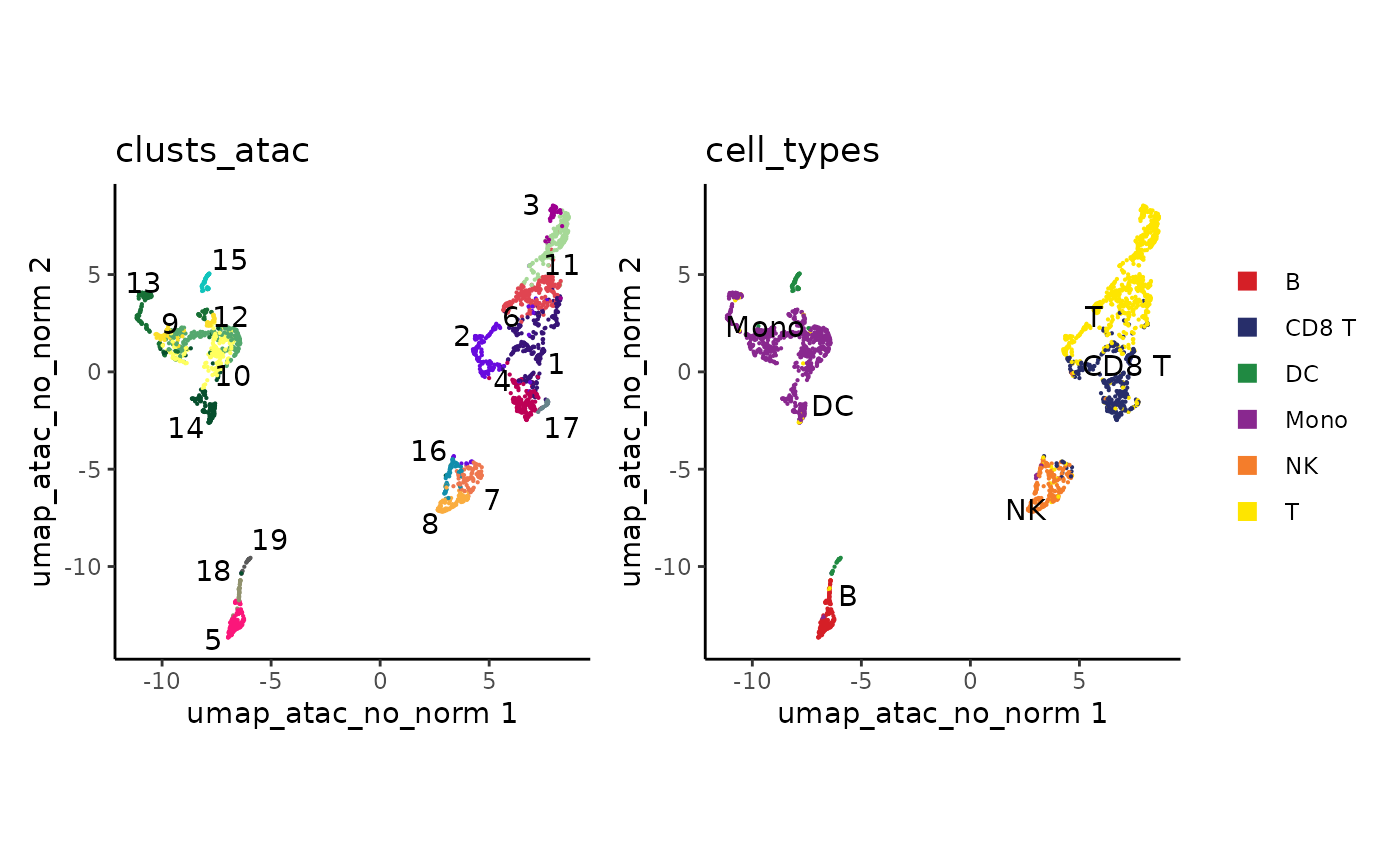 clusts_atac
umap_atac_no_norm 2
5
0
-5
-10
3
15
11
13
9
12
6
2
1
10
4
14
17
16
7
8
19
18
5
-10 -5 0 5
umap_atac_no_norm 1
cell_types
umap_atac_no_norm 2
5
0
-5
-10
T
Mono
CD8 T
DC
NK
B
-10 -5 0 5
umap_atac_no_norm 1
B
CD8 T
DC
Mono
NK
T